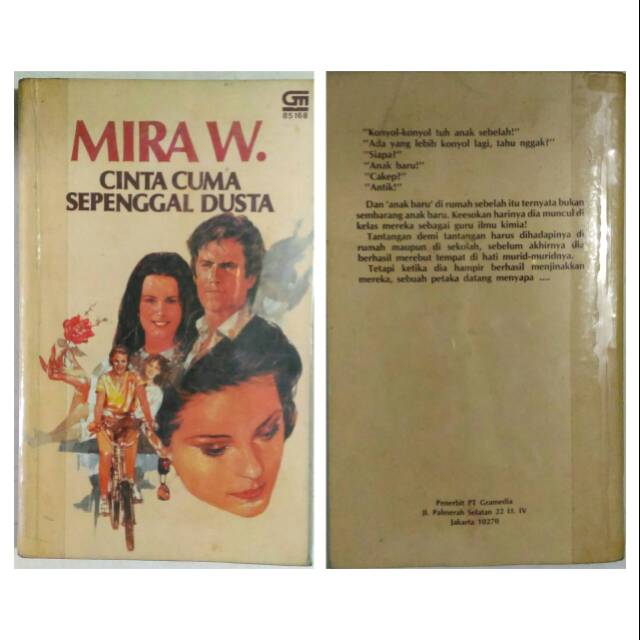 GM
85168
MIRA W.
CINTA CUMA
SEPENGGAL DUSTA
"Konyol-konyol tuh anak sebelah!"
"Ada yang lebih konyol lagi, tahu nggak?"
"Siapa?"
"Anak baru!"
"Cakep?"
"Antik!"
Dan 'anak baru' di rumah sebelah itu ternyata bukan
sembarang anak baru. Keesokan harinya dia muncul di
kelas mereka sebagai guru ilmu kimia!
Tantangan demi tantangan harus dihadapinya di
rumah maupun di sekolah, sebelum akhirnya dia
berhasil merebut tempat di hati murid-muridnya.
Tetapi ketika dia hampir berhasil menjinakkan
mereka, sebuah petaka datang menyapa ....
Penerbit PT Gramedia
Jl. Palmerah Selatan 22 Lt. IV
Jakarta 10270